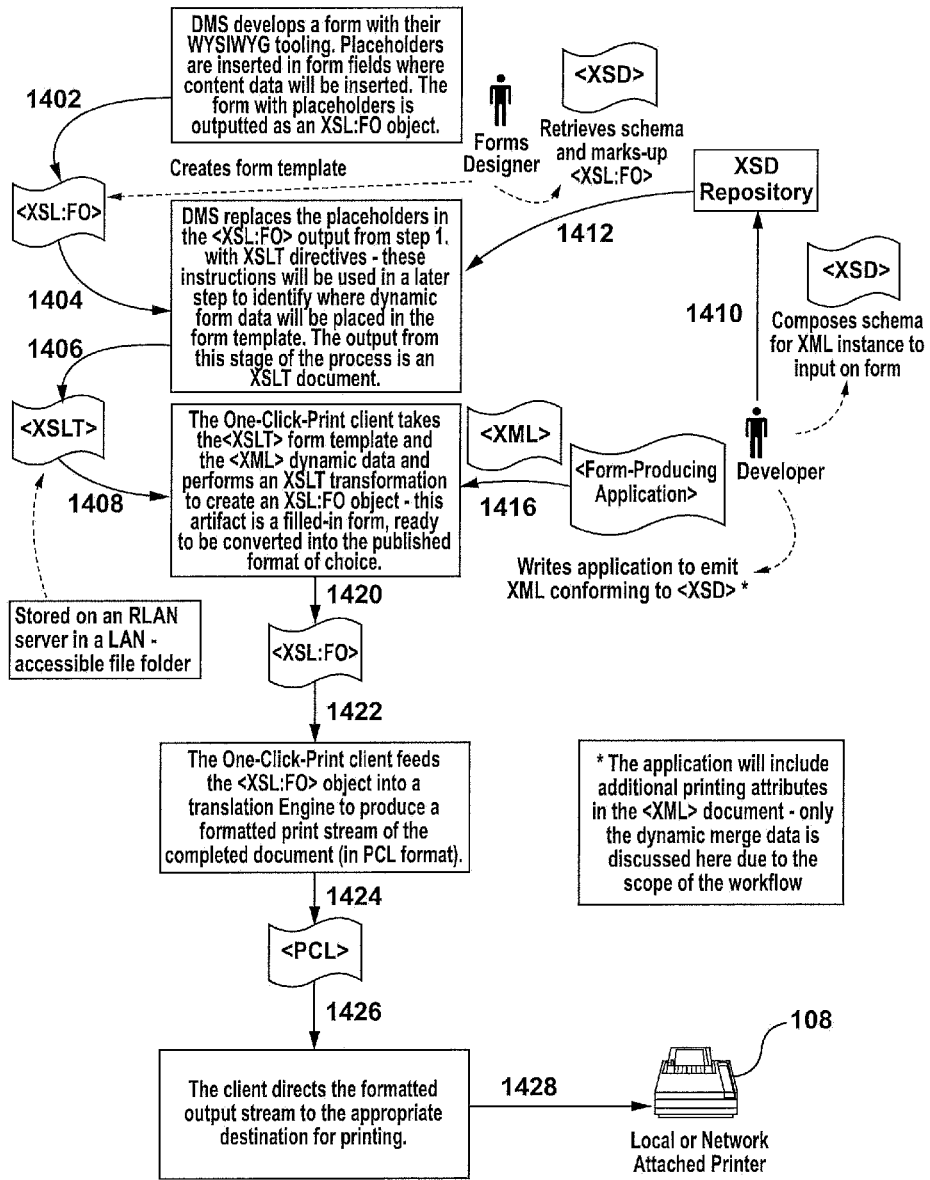 DMS develops a form with their
WYSIWYG tooling. Placeholders
are inserted in form fields where
content data will be inserted. The
form with placeholders is
outputted as an XSL:FO object.
1402
<XSD>
Forms
Designer
Retrieves schema
and marks-up
<XSL:FO>
Creates form template
<XSL:FO>
XSD
Repository
1412
DMS replaces the placeholders in
the <XSL:FO> output from step 1.
with XSLT directives - these
instructions will be used in a later
step to identify where dynamic
form data will be placed in the
form template. The output from
this stage of the process is an
XSLT document.
1404
1406
1410
<XSD>
Composes schema
for XML instance to
input on form
<XSLT>
1408
The One-Click-Print client takes
the<XSLT> form template and
the <XML> dynamic data and
performs an XSLT transformation
to create an XSL:FO object - this
artifact is a filled-in form, ready
to be converted into the published
format of choice.
<XML>
1416
<Form-Producing
Application>
Developer
Writes application to emit
XML conforming to <XSD> *
Stored on an RLAN
server in a LAN -
accessible file folder
1420
<XSL:FO>
1422
The One-Click-Print client feeds
the <XSL:FO> object into a
translation Engine to produce a
formatted print stream of the
completed document (in PCL format).
* The application will include
additional printing attributes
in the <XML> document - only
the dynamic merge data is
discussed here due to the
scope of the workflow
1424
<PCL>
1426
The client directs the formatted
output stream to the appropriate
destination for printing.
1428
108
Local or Network
Attached Printer